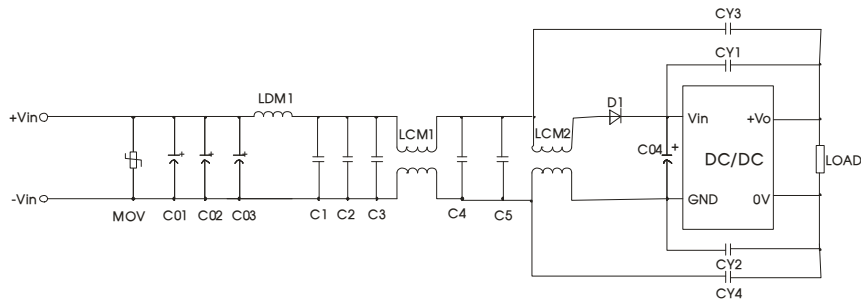 CY3
CY1
LDM1
D1
+Vin
LCM1
LCM2
Vin
+Vo
+
+
+
C04
+
DC/DC
LOAD
-Vin
GND
0V
MOV
C01
C02
C03
C1
C2
C3
C4
C5
CY2
CY4